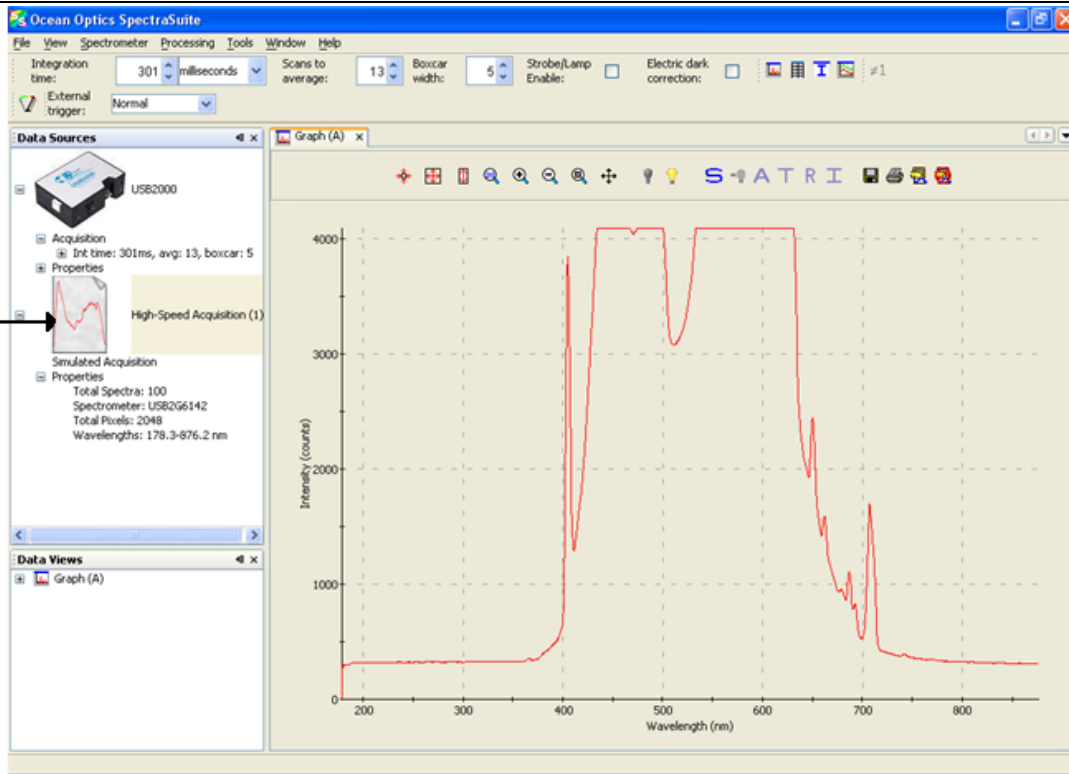 Ocean Optics SpectraSuite
File View Spectrometer Processing Tools Window Help
Integration time: 301 milliseconds Scans to average: 13 Boxcar width: 5 Strobe/Lamp Enable: Electric dark correction: ≠1
External trigger: Normal
Data Sources
Graph (A)
USB2000
S A T R I
Acquisition
Int time: 301ms, avg: 13, boxcar: 5
Properties
High-Speed Acquisition (1)
Simulated Acquisition
Properties
Total Spectra: 100
Spectrometer: USB2G6142
Total Pixels: 2048
Wavelengths: 178.3-876.2 nm
Data Views
Graph (A)
4000
3000
2000
1000
0
Intensity (counts)
200 300 400 500 600 700 800
Wavelength (nm)